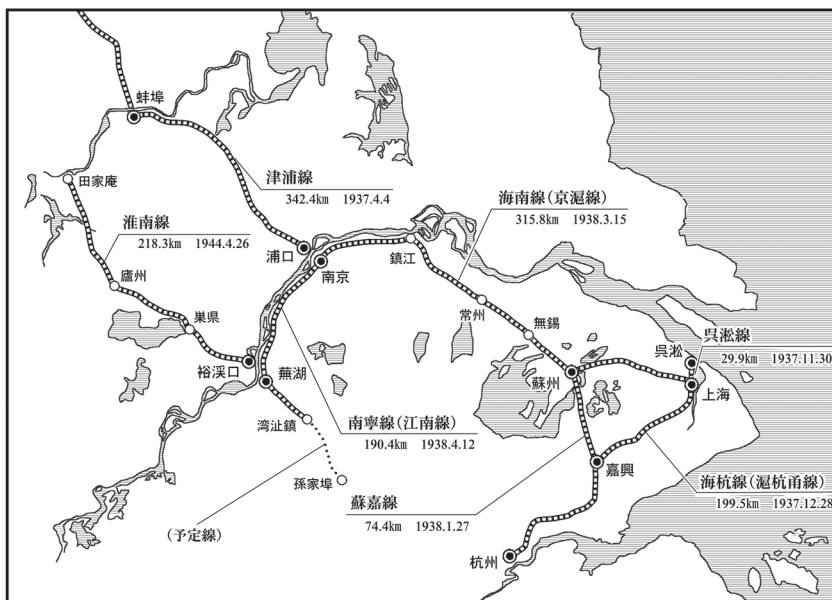 蚌埠
田家庵
津浦線
342.4km 1937.4.4
海南線(京滬線)
315.8km 1938.3.15
淮南線
218.3km 1944.4.26
浦口
南京
鎮江
廬州
常州
巣県
無錫
呉淞
呉淞線
29.9km 1937.11.30
裕渓口
蕪湖
蘇州
上海
湾沚鎮
南寧線(江南線)
190.4km 1938.4.12
孫家埠
嘉興
海杭線(滬杭甬線)
199.5km 1937.12.28
蘇嘉線
74.4km 1938.1.27
(予定線)
杭州